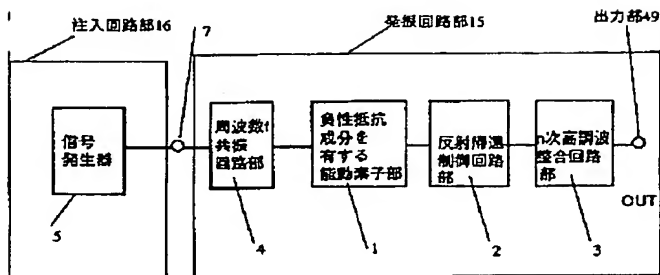 注入回路部16
7
発振回路部15
出力部49
信号
発生器
周波数f
共振
回路部
負性抵抗
成分を
有する
能動素子部
反射帰還
制御回路
部
n次高調波
整合回路
部
OUT
5
4
1
2
3